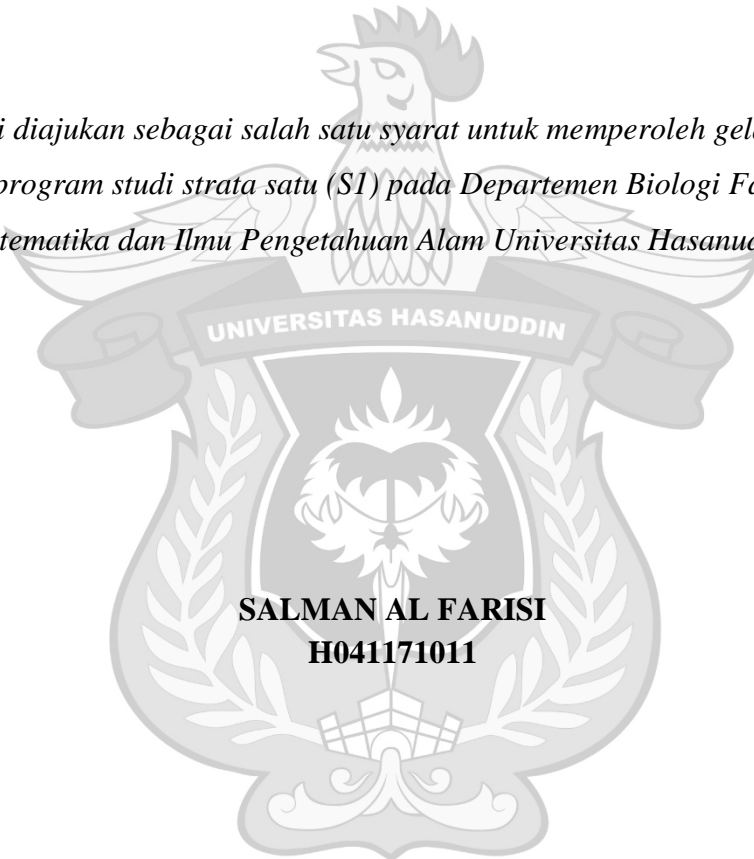 diajukan sebagai salah satu syarat untuk memperoleh
program studi strata satu (S1) pada Departemen Biologi
dan Ilmu Pengetahuan Alam Universitas
UNIVERSITAS HASANUDDIN
SALMAN AL FARISI
H041171011